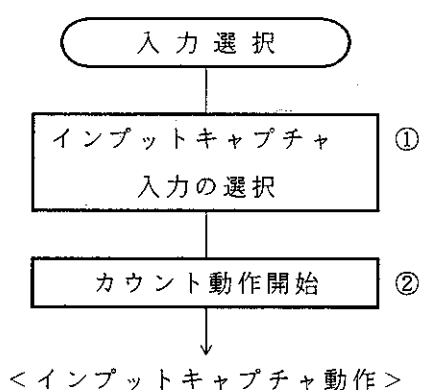 入力選択
インプットキャプチャ
入力の選択
①
カウント動作開始
②
<インプットキャプチャ動作>